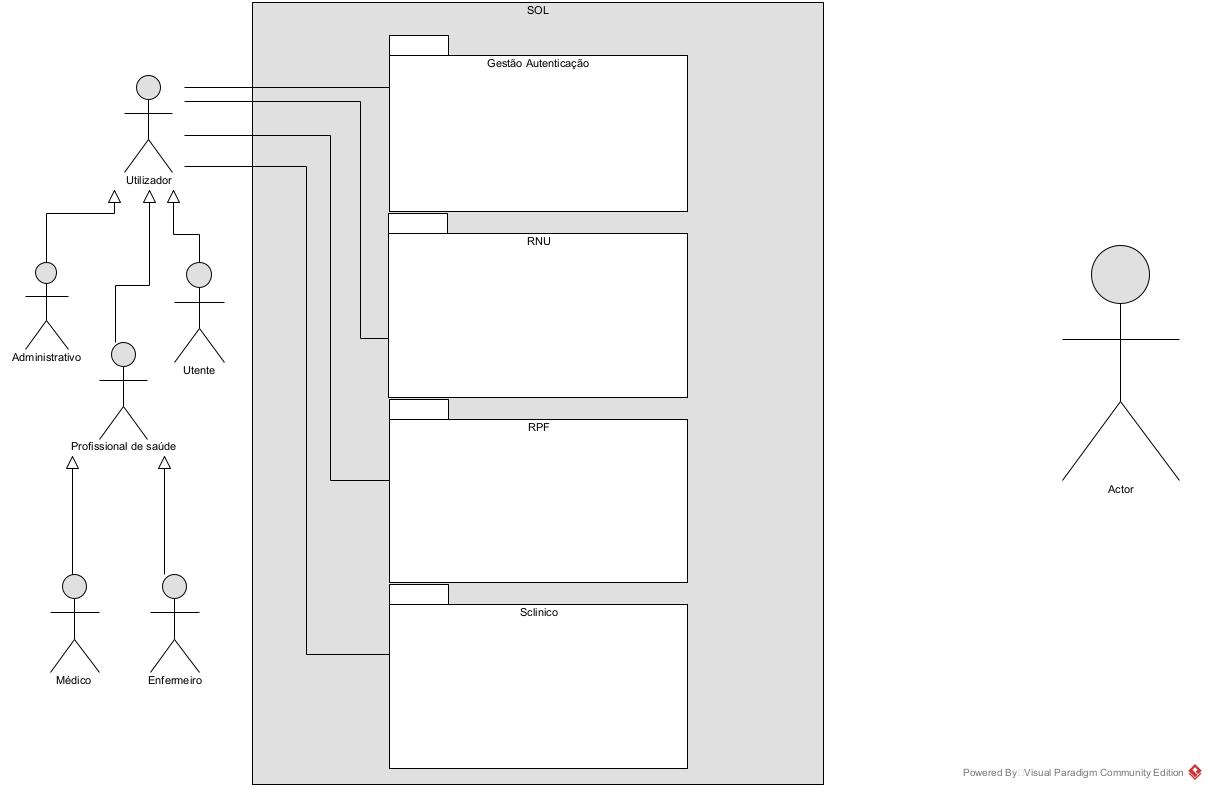 SOL
Gestão Autenticação
Utilizador
RNU
Administrativo
Utente
RPF
Profissional de saúde
Actor
Sclinico
Médico
Enfermeiro
Powered By Visual Paradigm Community Edition